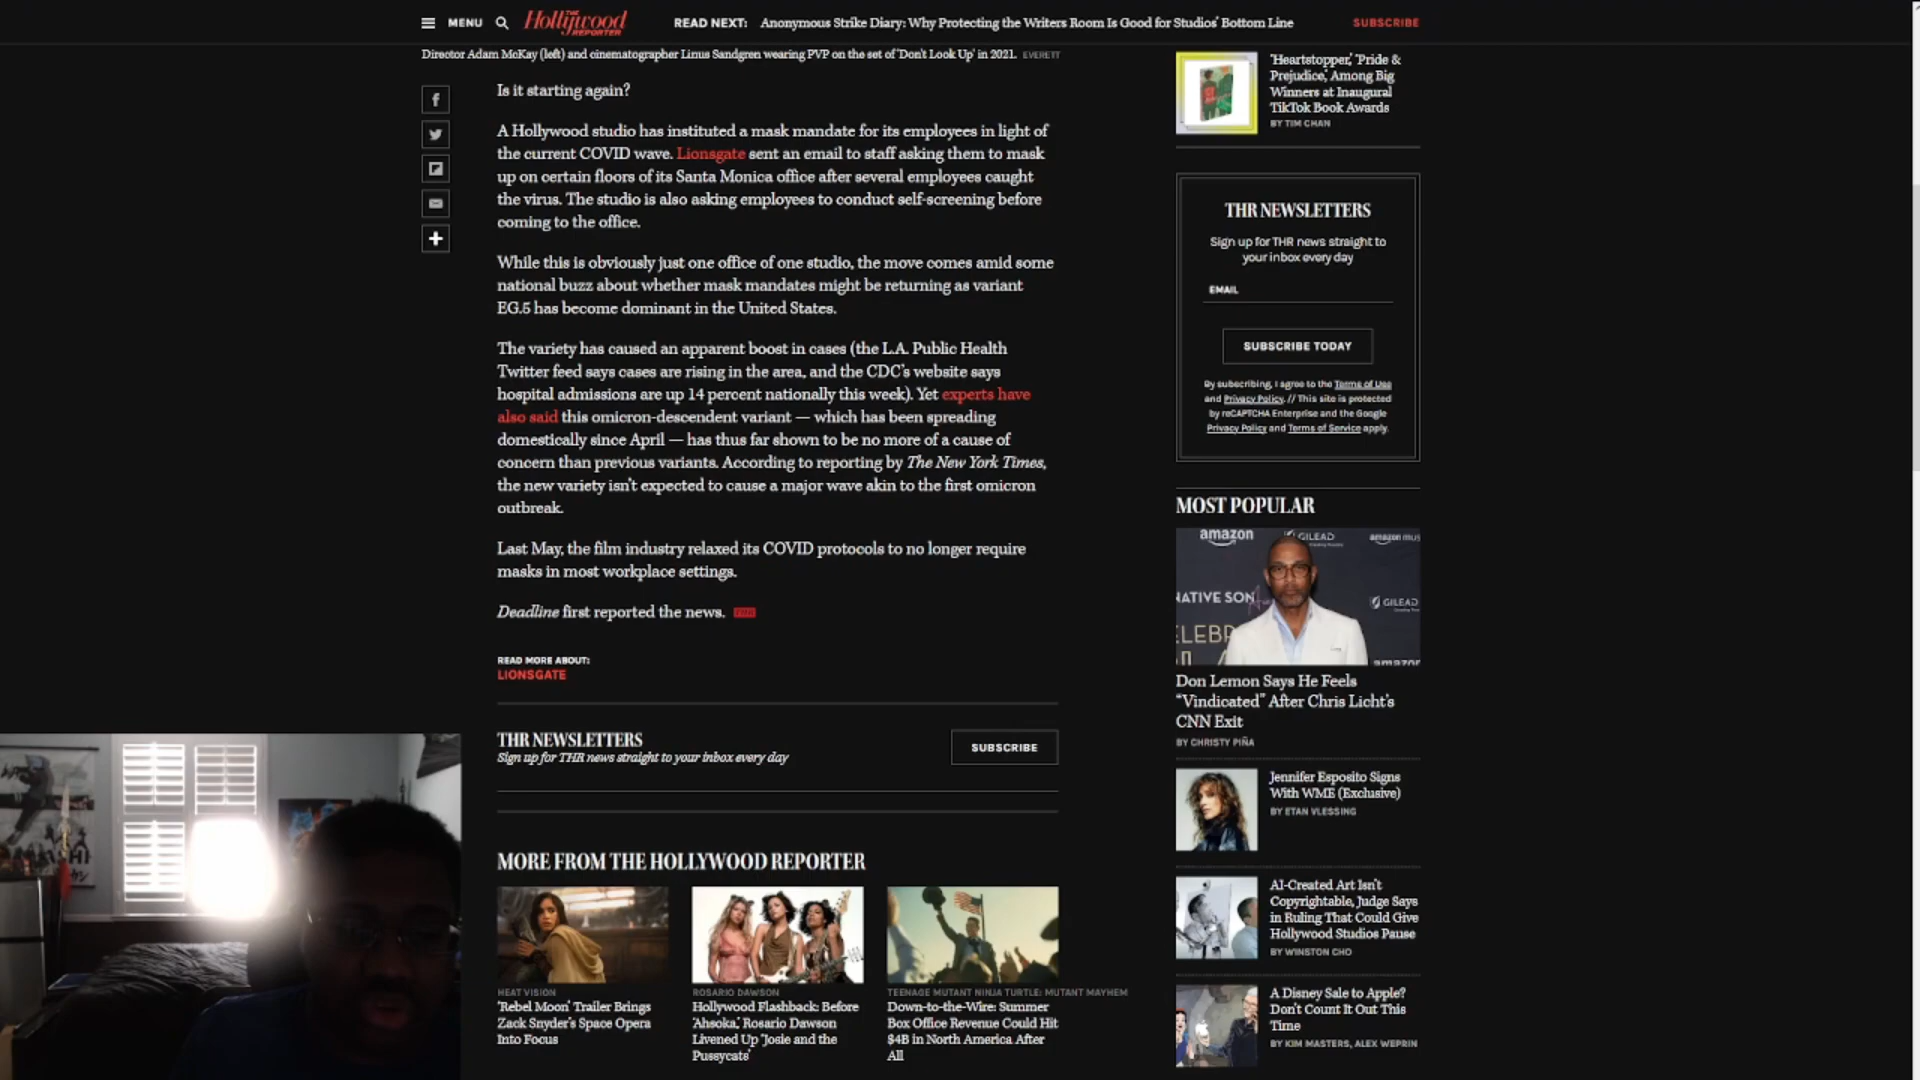 MENU
The Hollywood REPORTER
READ NEXT: Anonymous Strike Diary: Why Protecting the Writers Room Is Good for Studios' Bottom Line
SUBSCRIBE
Director Adam McKay (left) and cinematographer Linus Sandgren wearing PVP on the set of 'Don't Look Up' in 2021. EVERETT
Is it starting again?
A Hollywood studio has instituted a mask mandate for its employees in light of
the current COVID wave. Lionsgate sent an email to staff asking them to mask
up on certain floors of its Santa Monica office after several employees caught
the virus. The studio is also asking employees to conduct self-screening before
coming to the office.
While this is obviously just one office of one studio, the move comes amid some
national buzz about whether mask mandates might be returning as variant
EG.5 has become dominant in the United States.
The variety has caused an apparent boost in cases (the L.A. Public Health
Twitter feed says cases are rising in the area, and the CDC's website says
hospital admissions are up 14 percent nationally this week). Yet experts have
also said this omicron-descendent variant — which has been spreading
domestically since April — has thus far shown to be no more of a cause of
concern than previous variants. According to reporting by The New York Times,
the new variety isn't expected to cause a major wave akin to the first omicron
outbreak.
Last May, the film industry relaxed its COVID protocols to no longer require
masks in most workplace settings.
Deadline first reported the news.
READ MORE ABOUT:
LIONSGATE
THR NEWSLETTERS
Sign up for THR news straight to your inbox every day
SUBSCRIBE
MORE FROM THE HOLLYWOOD REPORTER
HEAT VISION
'Rebel Moon' Trailer Brings
Zack Snyder's Space Opera
Into Focus
ROSARIO DAWSON
Hollywood Flashback: Before
'Ahsoka,' Rosario Dawson
Livened Up 'Josie and the
Pussycats'
TEENAGE MUTANT NINJA TURTLE: MUTANT MAYHEM
Down-to-the-Wire: Summer
Box Office Revenue Could Hit
$4B in North America After
All
'Heartstopper,' 'Pride &
Prejudice,' Among Big
Winners at Inaugural
TikTok Book Awards
BY TIM CHAN
THR NEWSLETTERS
Sign up for THR news straight to
your inbox every day
EMAIL
SUBSCRIBE TODAY
By subscribing, I agree to the Terms of Use
and Privacy Policy. // This site is protected
by reCAPTCHA Enterprise and the Google
Privacy Policy and Terms of Service apply.
MOST POPULAR
amazon
GILEAD
amazon mus
NATIVE SON
GILEAD
CELEBR
amazon
Don Lemon Says He Feels
"Vindicated" After Chris Licht's
CNN Exit
BY CHRISTY PIÑA
Jennifer Esposito Signs
With WME (Exclusive)
BY ETAN VLESSING
AI-Created Art Isn't
Copyrightable, Judge Says
in Ruling That Could Give
Hollywood Studios Pause
BY WINSTON CHO
A Disney Sale to Apple?
Don't Count It Out This
Time
BY KIM MASTERS, ALEX WEPRIN